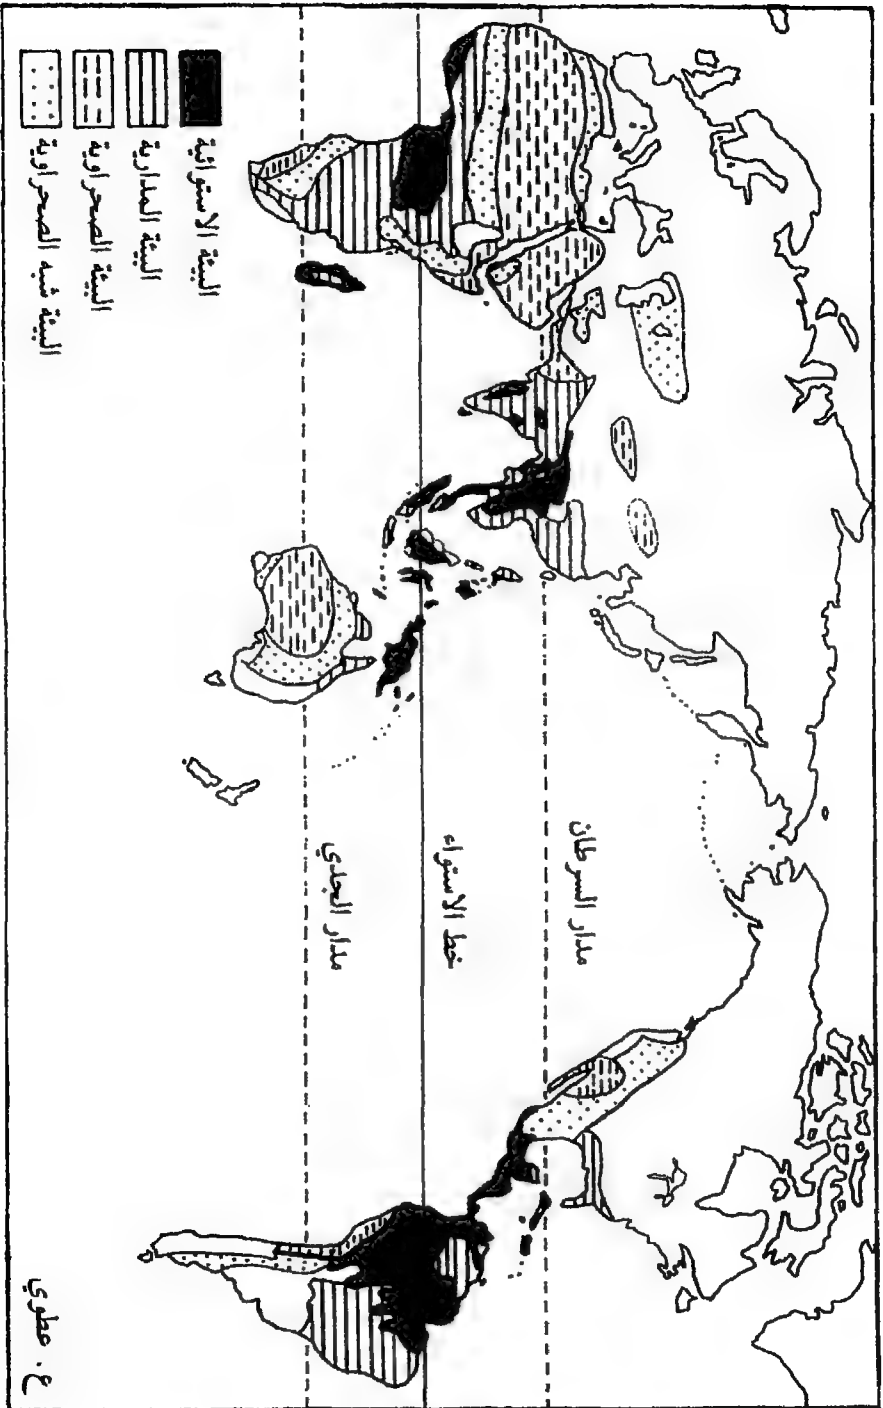 مدار السرطان
خط الاستواء
مدار الجدي
البيئة الاستوائية
البيئة المدارية
البيئة الصحراوية
البيئة شبه الصحراوية
ع. عطوي